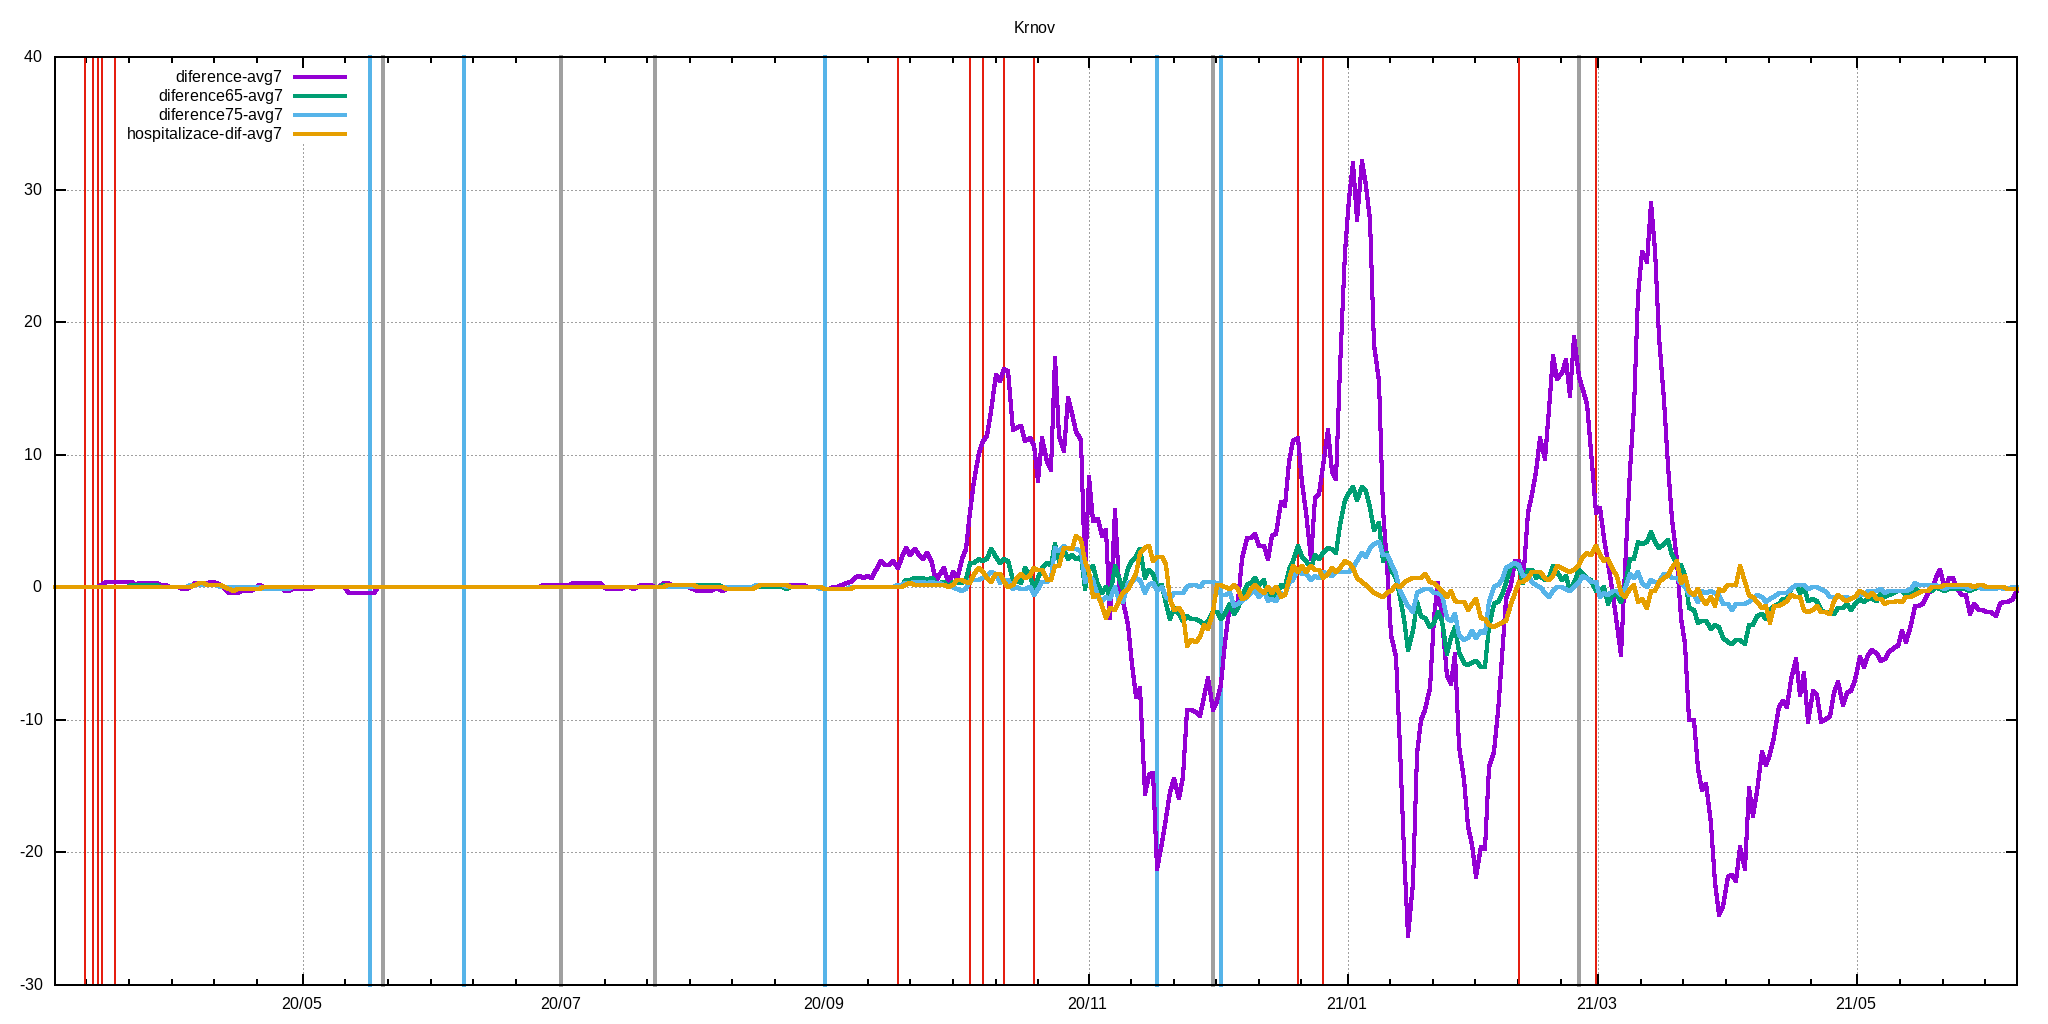 Krnov
40
diference-avg7
diference65-avg7
diference75-avg7
hospitalizace-dif-avg7
30
20
10
0
-10
-20
-30
20/05 20/07 20/09 20/11 21/01 21/03 21/05